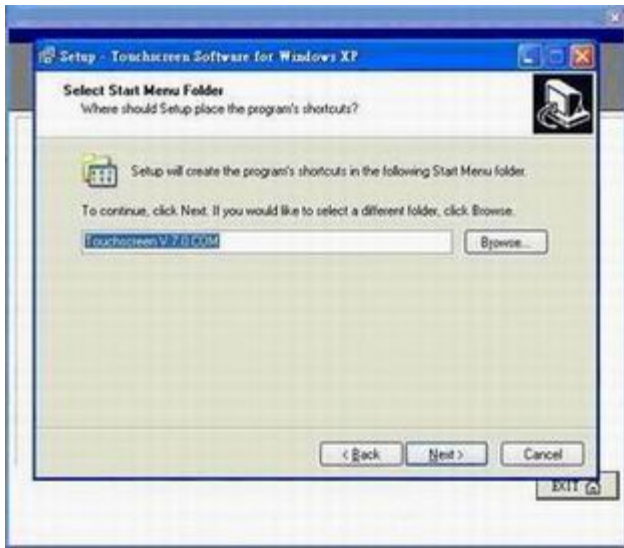 Setup - Touchscreen Software for Windows XP
Select Start Menu Folder
Where should Setup place the program's shortcuts?
Setup will create the program's shortcuts in the following Start Menu folder.
To continue, click Next. If you would like to select a different folder, click Browse.
Touchscreen V.7.0.COM
Browse...
< Back
Next >
Cancel
EXIT